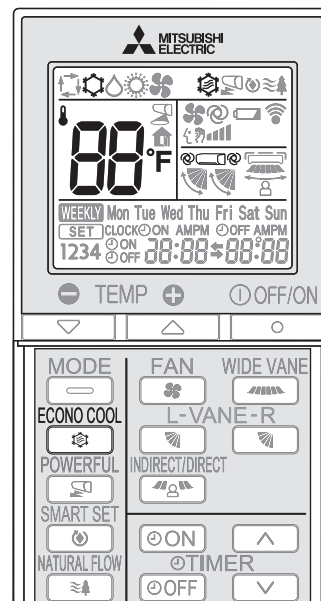 MITSUBISHI
ELECTRIC
88°F
WEEKLY Mon Tue Wed Thu Fri Sat Sun
SET CLOCK ON AMPM OFF AMPM
1234 ON OFF 28:88 88:88
TEMP OFF/ON
MODE FAN WIDE VANE
ECONO COOL L-VANE-R
POWERFUL INDIRECT/DIRECT
SMART SET
ON
NATURAL FLOW TIMER
OFF